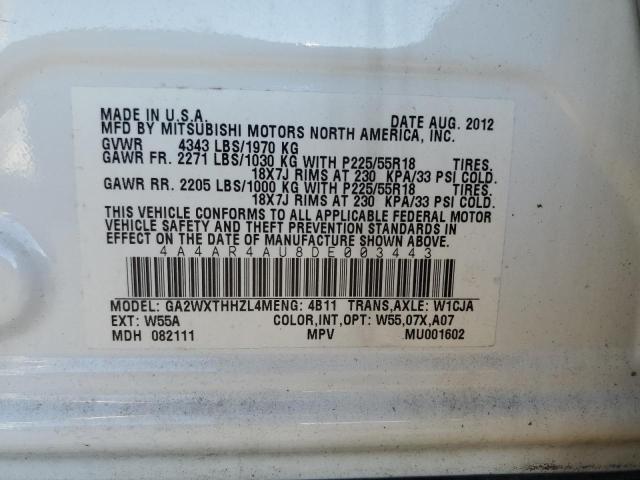 MADE IN U.S.A. DATE AUG. 2012
MFD BY MITSUBISHI MOTORS NORTH AMERICA, INC.
GVWR 4343 LBS/1970 KG
GAWR FR. 2271 LBS/1030 KG WITH P225/55R18 TIRES.
18X7J RIMS AT 230 KPA/33 PSI COLD.
GAWR RR. 2205 LBS/1000 KG WITH P225/55R18 TIRES.
18X7J RIMS AT 230 KPA/33 PSI COLD.
THIS VEHICLE CONFORMS TO ALL APPLICABLE FEDERAL MOTOR
VEHICLE SAFETY AND THEFT PREVENTION STANDARDS IN
EFFECT ON THE DATE OF MANUFACTURE SHOWN ABOVE.
4A4AR4AU8DE003443
MODEL: GA2WXTHHZL4MENG: 4B11 TRANS,AXLE: W1CJA
EXT: W55A COLOR,INT,OPT: W55,07X,A07
MDH 082111 MPV MU001602